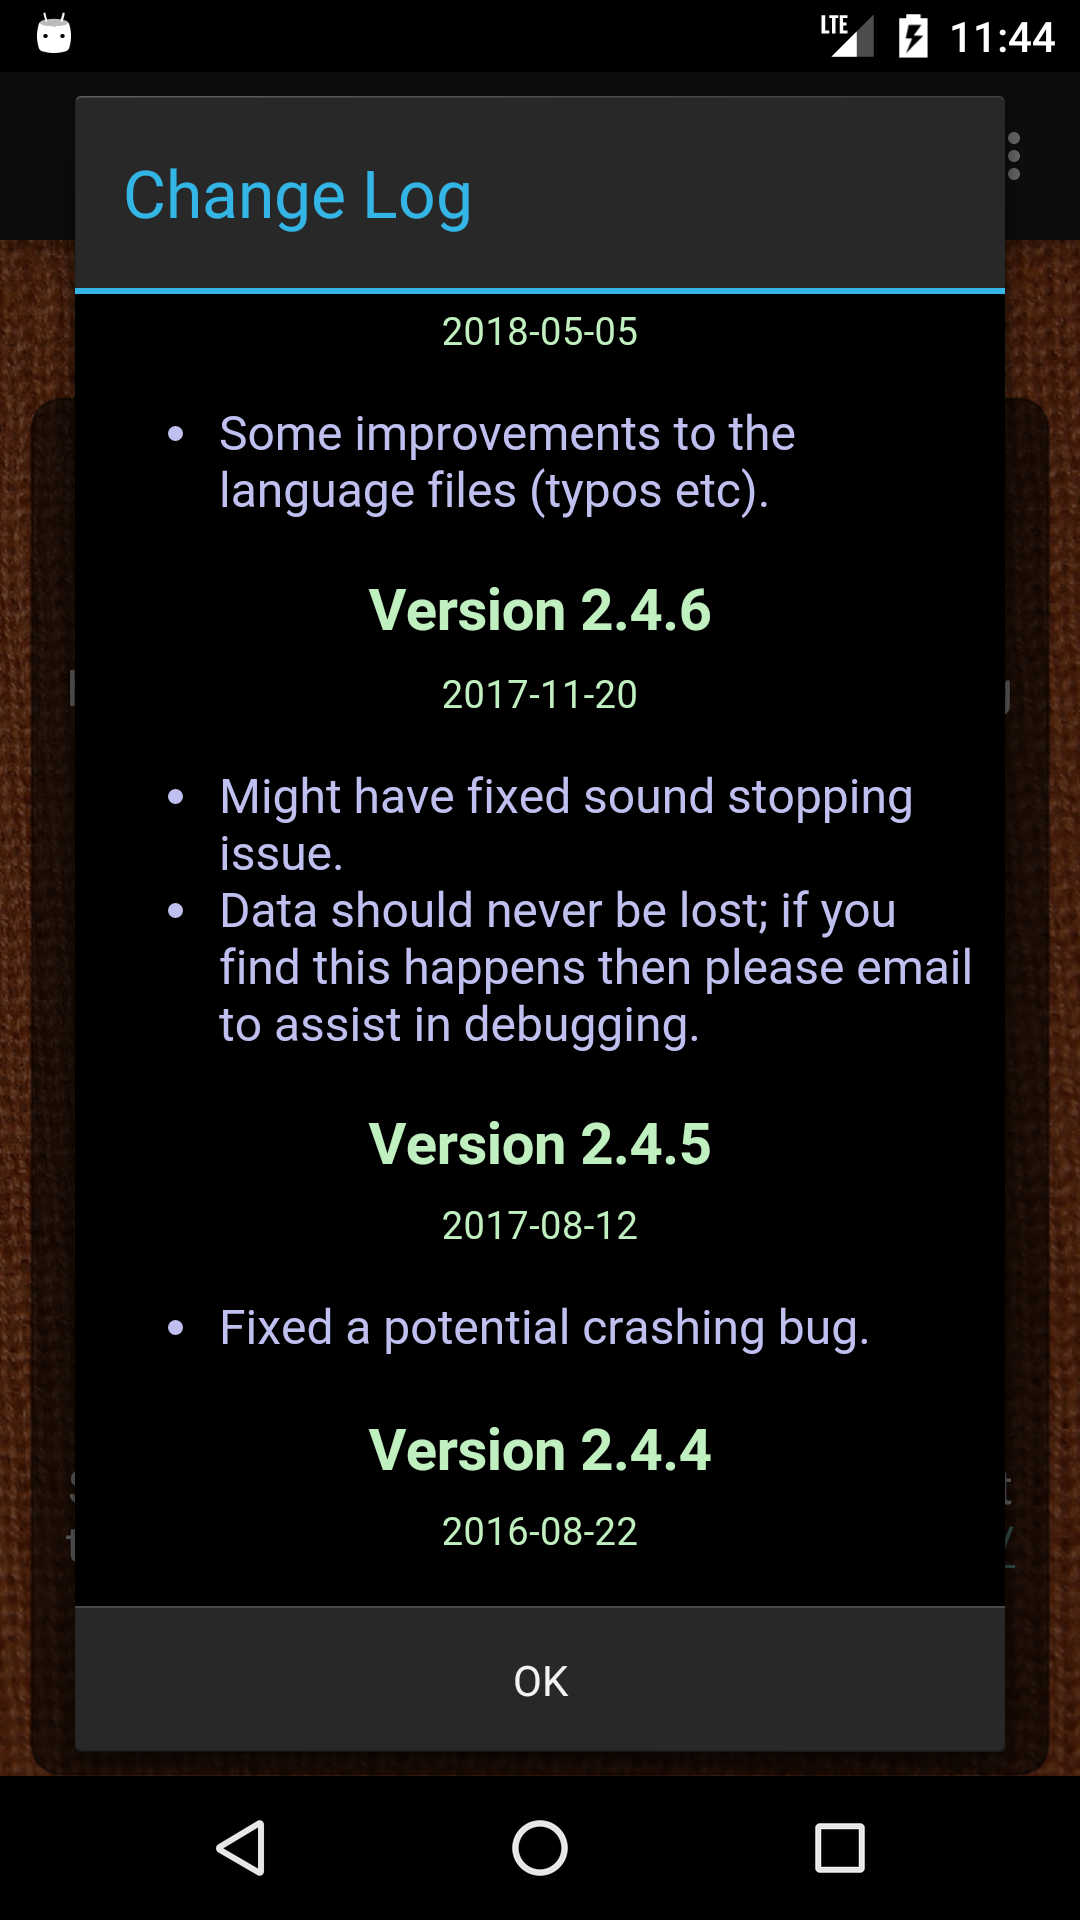 LTE 11:44
Change Log
2018-05-05
• Some improvements to the
language files (typos etc).
Version 2.4.6
2017-11-20
• Might have fixed sound stopping
issue.
• Data should never be lost; if you
find this happens then please email
to assist in debugging.
Version 2.4.5
2017-08-12
• Fixed a potential crashing bug.
Version 2.4.4
2016-08-22
OK